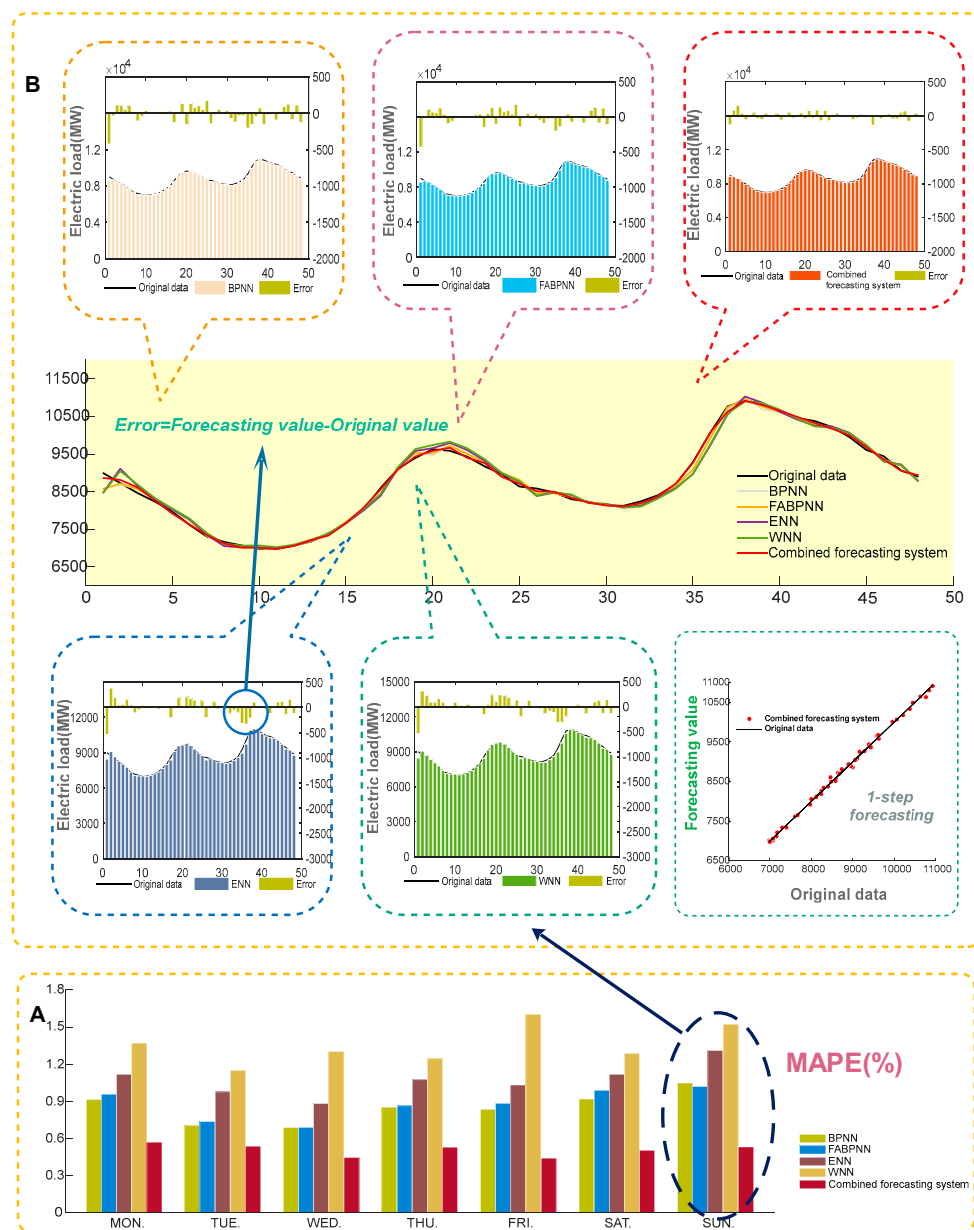 B
×10^4
500
0
-500
-1000
-1500
-2000
1.2
0.8
0.4
0
Electric load(MW)
0 10 20 30 40 50
Original data BPNN Error
×10^4
500
0
-500
-1000
-1500
-2000
1.2
0.8
0.4
0
Electric load(MW)
0 10 20 30 40 50
Original data FABPNN Error
×10^4
500
0
-500
-1000
-1500
-2000
1.2
0.8
0.4
0
Electric load(MW)
0 10 20 30 40 50
Original data Combined forecasting system Error
11500
10500
9500
8500
7500
6500
Error=Forecasting value-Original value
Original data
BPNN
FABPNN
ENN
WNN
Combined forecasting system
0 5 10 15 20 25 30 35 40 45 50
500
0
-500
-1000
-1500
-2000
-2500
-3000
12000
9000
6000
3000
0
Electric load(MW)
0 10 20 30 40 50
Original data ENN Error
15000
12000
9000
6000
3000
0
500
0
-500
-1000
-1500
-2000
-2500
-3000
Electric load(MW)
0 10 20 30 40 50
Original data WNN Error
11000
9500
8500
7500
6500
Forecasting value
Combined forecasting system
Original data
1-step
forecasting
6000 7000 8000 9000 10000 11000
Original data
A
1.8
1.5
1.2
0.9
0.6
0.3
0
MAPE(%)
BPNN
FABPNN
ENN
WNN
Combined forecasting system
MON. TUE. WED. THU. FRI. SAT. SUN.